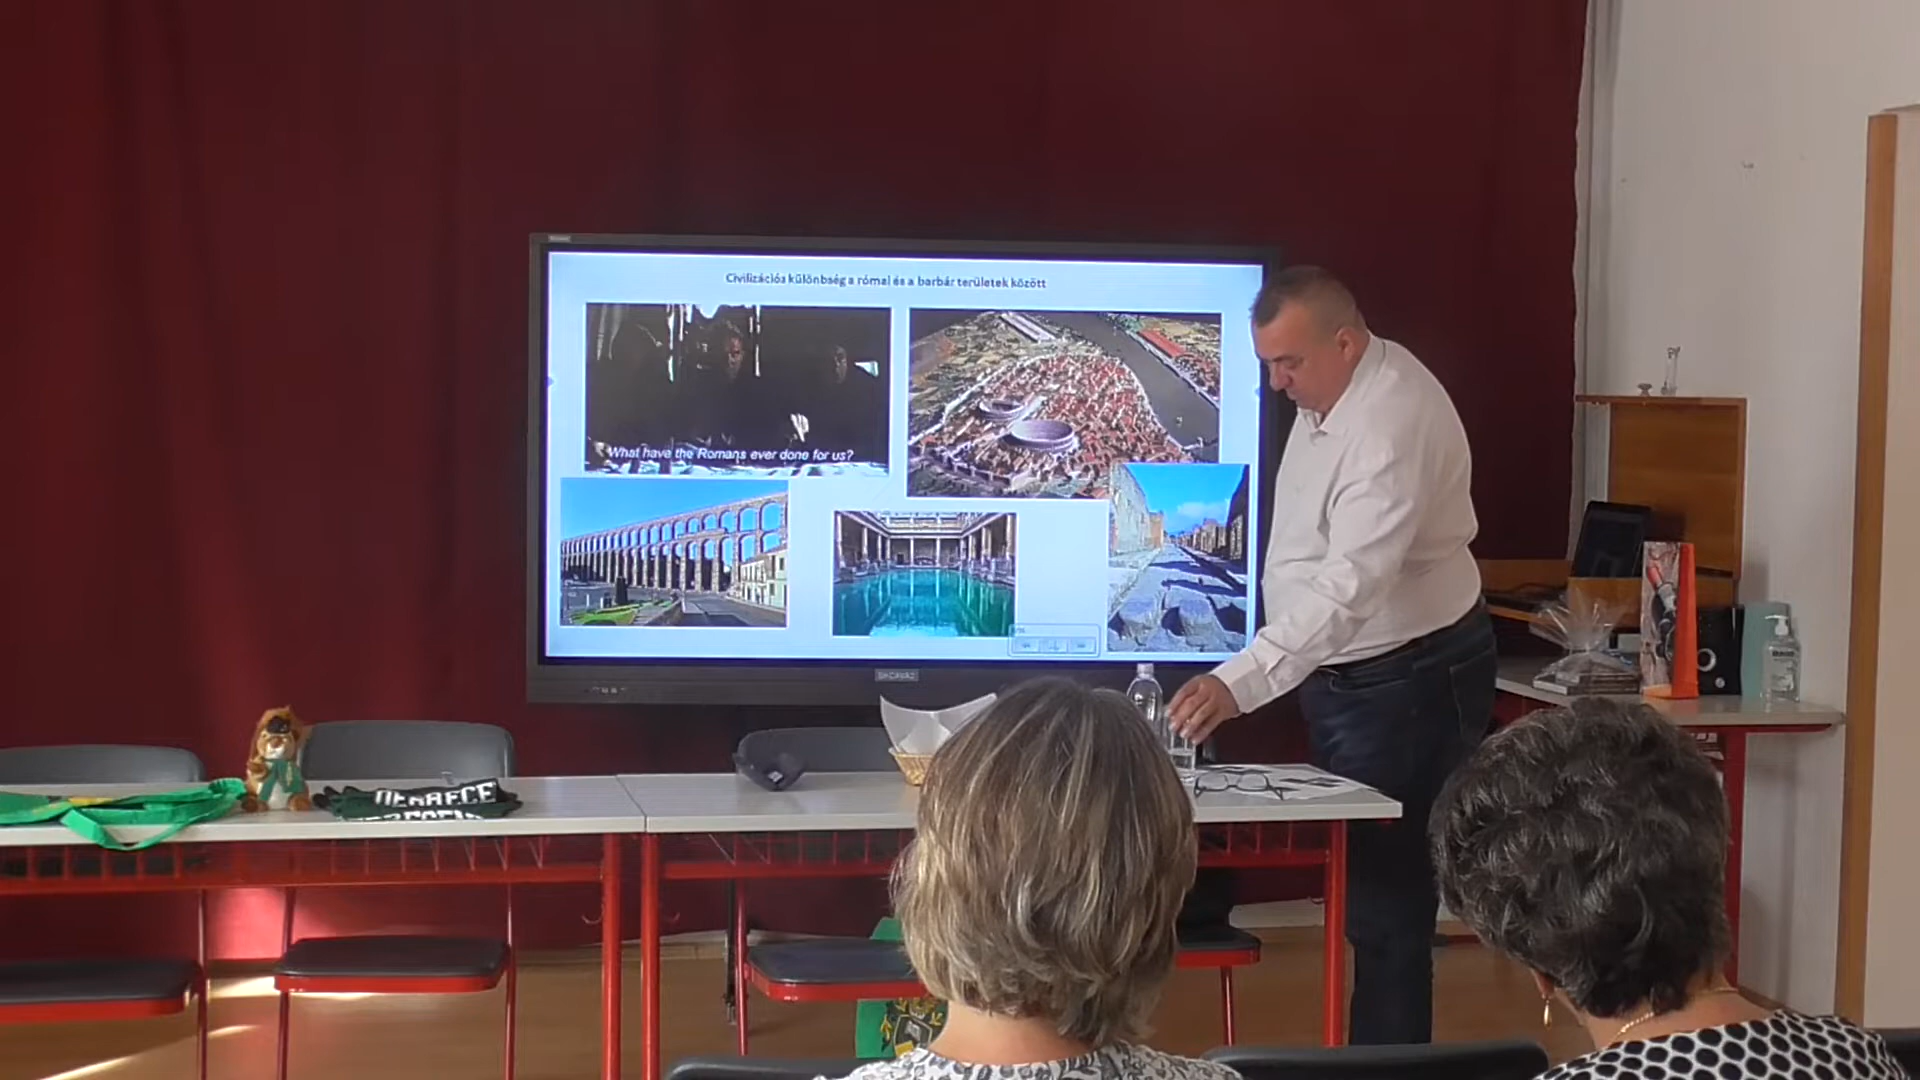 Civilizációs különbség a római és a barbár területek között
What have the Romans ever done for us?
DEBRECE